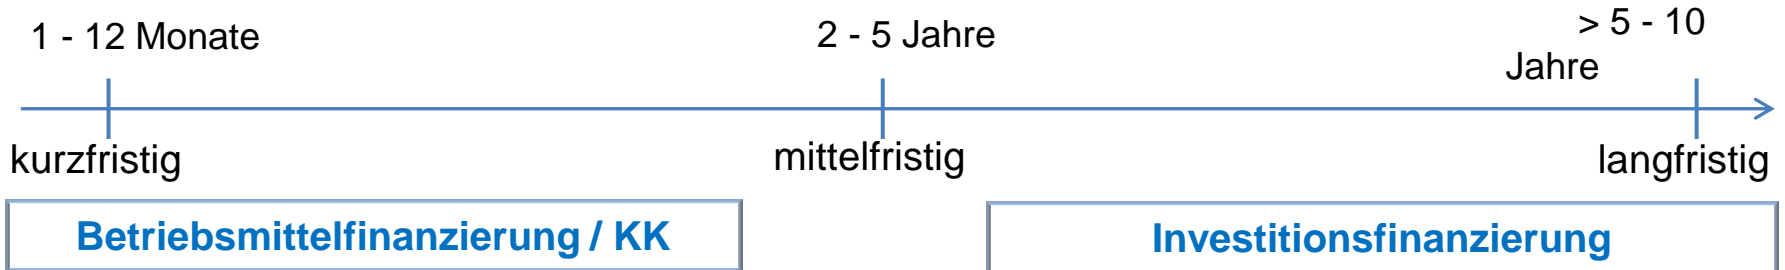 1 - 12 Monate
2 - 5 Jahre
> 5 - 10
Jahre
kurzfristig
mittelfristig
langfristig
Betriebsmittelfinanzierung / KK
Investitionsfinanzierung